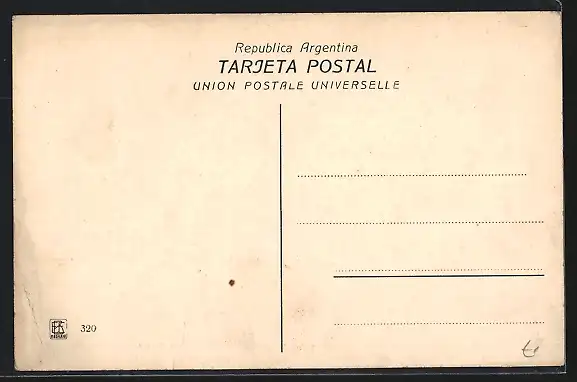 Republica Argentina
TARJETA POSTAL
UNION POSTALE UNIVERSELLE
320